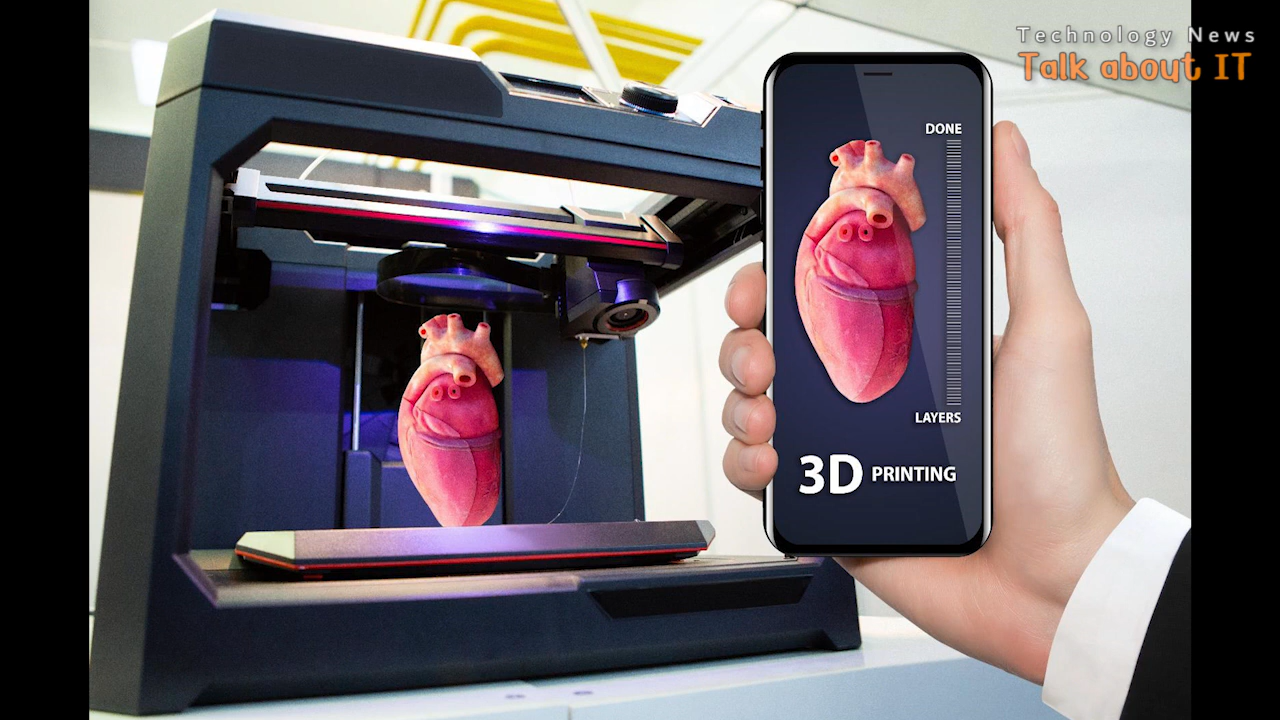 Technology News
Talk about IT
DONE
LAYERS
3D PRINTING